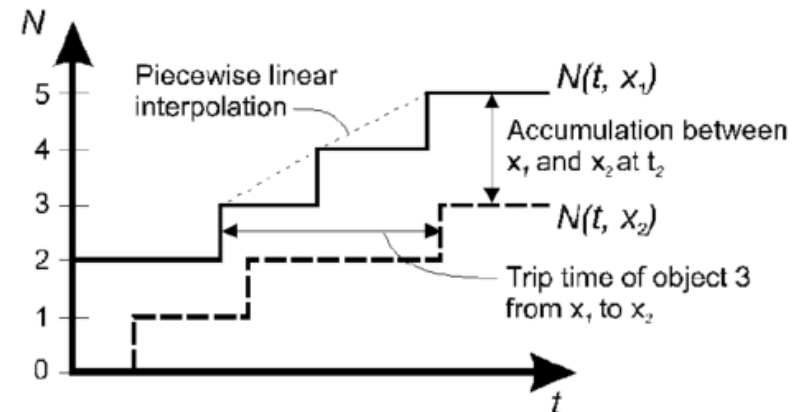 N
Piecewise linear
interpolation
N(t, x₁)
5
Accumulation between
x₁ and x₂ at t₂
4
3
N(t, x₂)
2
Trip time of object 3
from x₁ to x₂
1
0
t